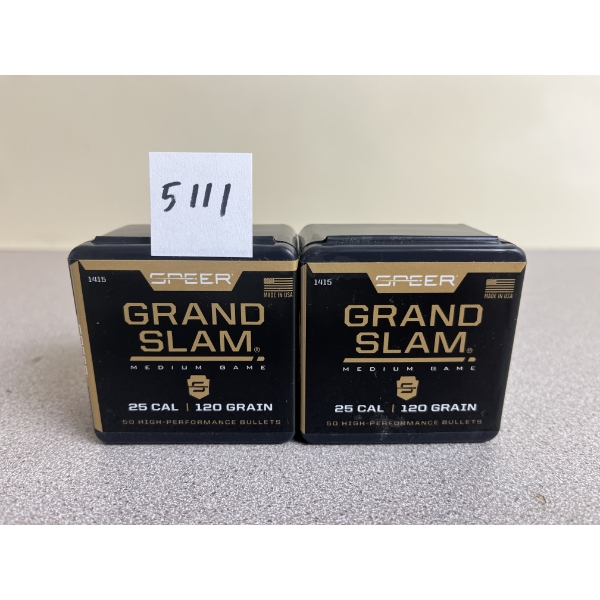 5111
1415
SPEER
MADE IN USA
GRAND
SLAM®
MEDIUM GAME
S
25 CAL | 120 GRAIN
50 HIGH-PERFORMANCE BULLETS
1415
SPEER
MADE IN USA
GRAND
SLAM®
MEDIUM GAME
S
25 CAL | 120 GRAIN
50 HIGH-PERFORMANCE BULLETS